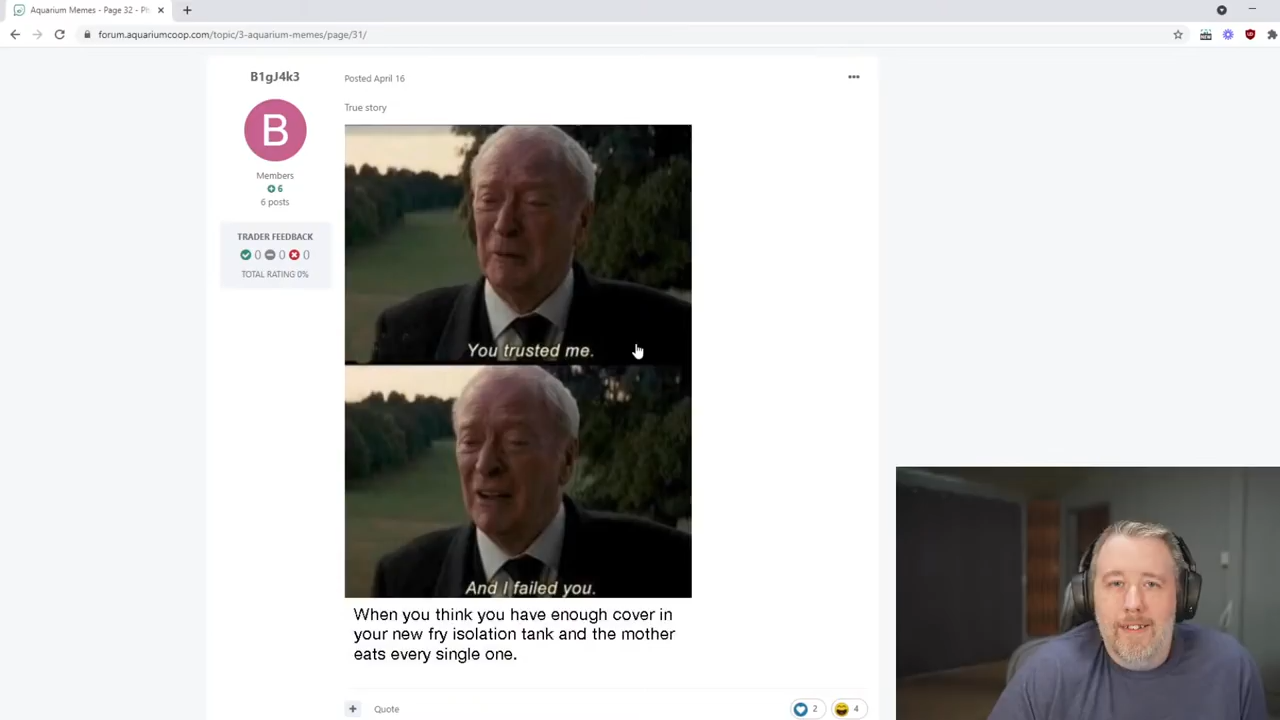 Aquarium Memes - Page 32 - Ph
forum.aquariumcoop.com/topic/3-aquarium-memes/page/31/
B1gJ4k3
Posted April 16
True story
B
Members
6
6 posts
TRADER FEEDBACK
0 0 0
TOTAL RATING 0%
You trusted me.
And I failed you.
When you think you have enough cover in
your new fry isolation tank and the mother
eats every single one.
Quote
2
4